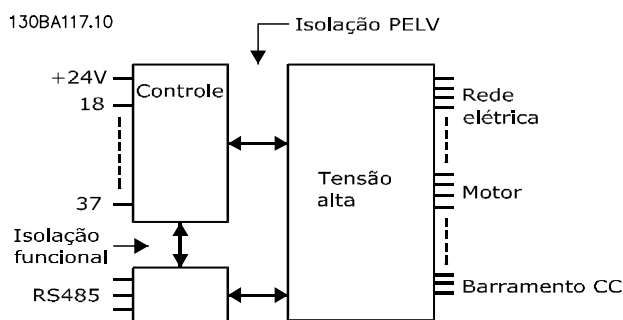 130BA117.10
Isolação PELV
+24V
Controle
18
37
Tensão
alta
Rede
elétrica
Motor
Isolação
funcional
RS485
Barramento CC